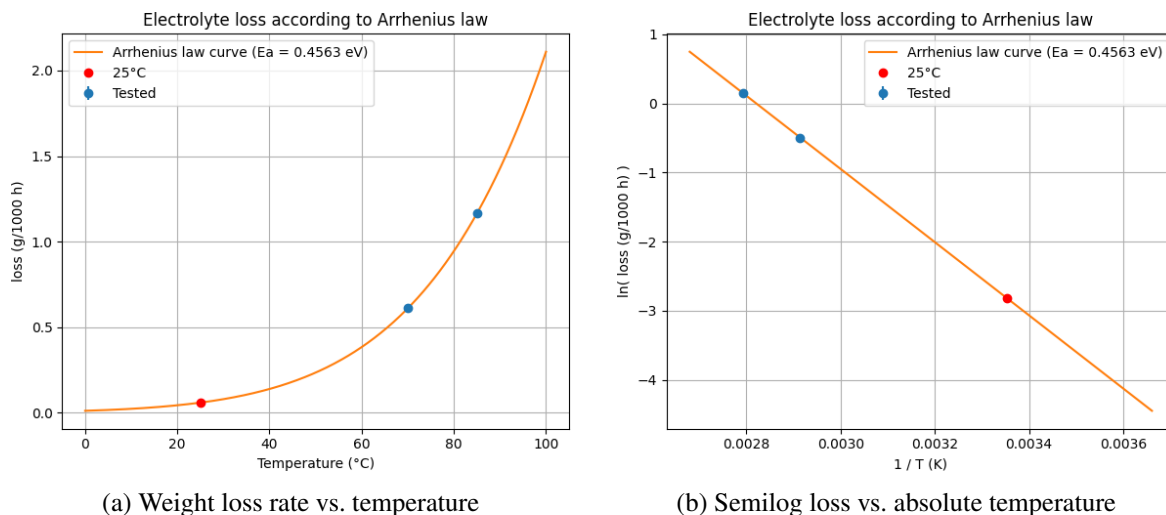 Electrolyte loss according to Arrhenius law
Arrhenius law curve (Ea = 0.4563 eV)
25°C
Tested
2.0
1.5
1.0
0.5
0.0
loss (g/1000 h)
0
20
40
60
80
100
Temperature (°C)
(a) Weight loss rate vs. temperature
Electrolyte loss according to Arrhenius law
Arrhenius law curve (Ea = 0.4563 eV)
25°C
Tested
1
0
−1
−2
−3
−4
ln( loss (g/1000 h) )
0.0028
0.0030
0.0032
0.0034
0.0036
1 / T (K)
(b) Semilog loss vs. absolute temperature